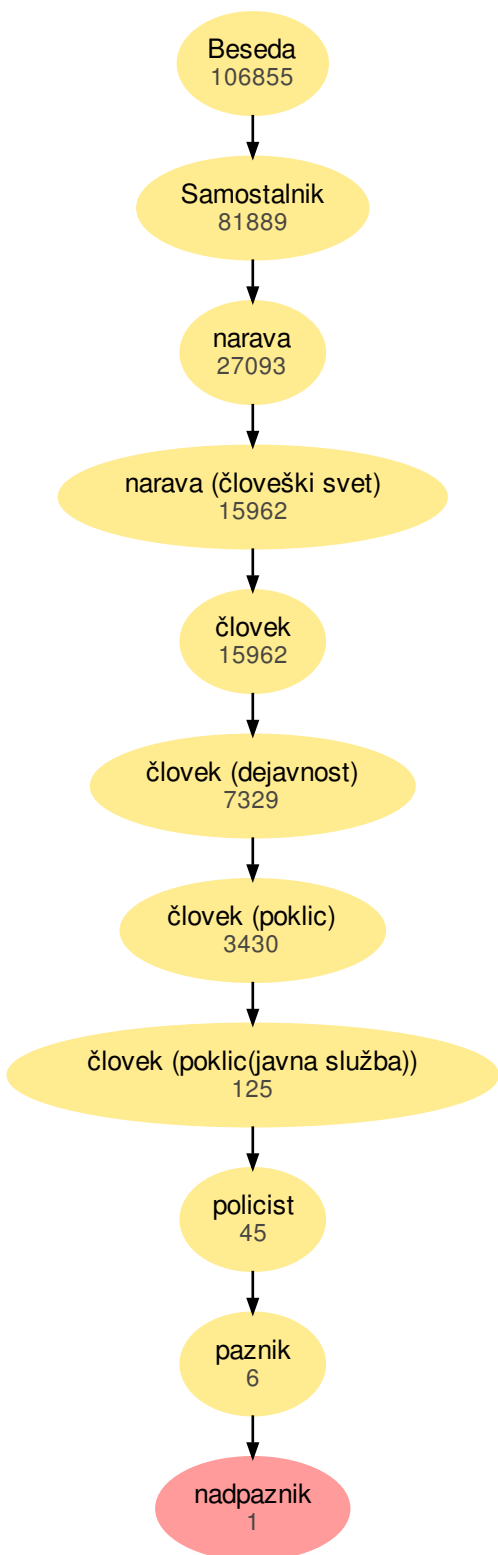 Beseda
106855
Samostalnik
81889
narava
27093
narava (človeški svet)
15962
človek
15962
človek (dejavnost)
7329
človek (poklic)
3430
človek (poklic(javna služba))
125
policist
45
paznik
6
nadpaznik
1